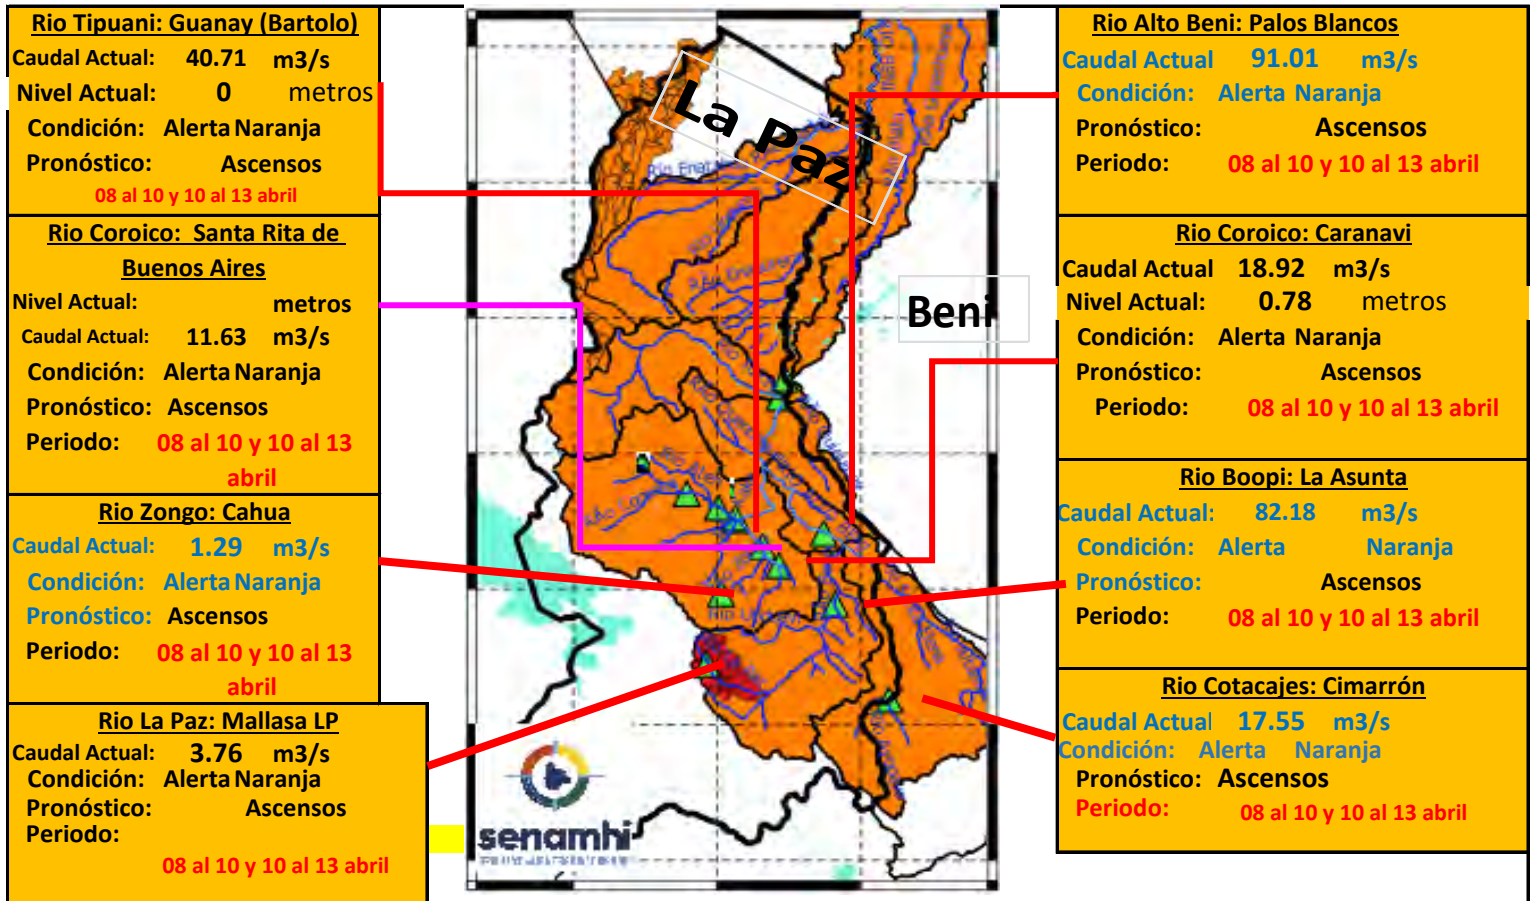 Rio Tipuani: Guanay (Bartolo)
Caudal Actual: 40.71 m3/s
Nivel Actual: 0 metros
Condición: Alerta Naranja
Pronóstico: Ascensos
08 al 10 y 10 al 13 abril
Rio Coroico: Santa Rita de
Buenos Aires
Nivel Actual: metros
Caudal Actual: 11.63 m3/s
Condición: Alerta Naranja
Pronóstico: Ascensos
Periodo: 08 al 10 y 10 al 13
abril
Rio Zongo: Cahua
Caudal Actual: 1.29 m3/s
Condición: Alerta Naranja
Pronóstico: Ascensos
Periodo: 08 al 10 y 10 al 13
abril
Rio La Paz: Mallasa LP
Caudal Actual: 3.76 m3/s
Condición: Alerta Naranja
Pronóstico: Ascensos
Periodo:
08 al 10 y 10 al 13 abril
La Paz
Beni
senamhi
Rio Alto Beni: Palos Blancos
Caudal Actual 91.01 m3/s
Condición: Alerta Naranja
Pronóstico: Ascensos
Periodo: 08 al 10 y 10 al 13 abril
Rio Coroico: Caranavi
Caudal Actual 18.92 m3/s
Nivel Actual: 0.78 metros
Condición: Alerta Naranja
Pronóstico: Ascensos
Periodo: 08 al 10 y 10 al 13 abril
Rio Boopi: La Asunta
Caudal Actual: 82.18 m3/s
Condición: Alerta Naranja
Pronóstico: Ascensos
Periodo: 08 al 10 y 10 al 13 abril
Rio Cotacajes: Cimarrón
Caudal Actual 17.55 m3/s
Condición: Alerta Naranja
Pronóstico: Ascensos
Periodo: 08 al 10 y 10 al 13 abril